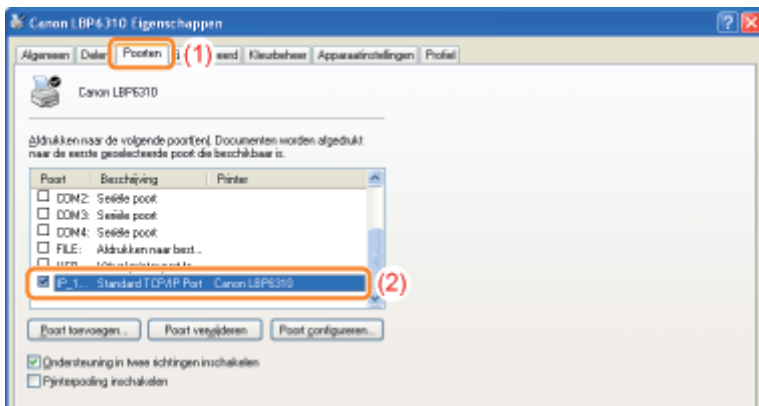 Canon LBP6310 Eigenschappen
Algemeen Delen Poorten (1) eerd Kleurbeheer Apparaatinstellingen Profiel
Canon LBP6310
Afdrukken naar de volgende poort(en). Documenten worden afgedrukt
naar de eerste geselecteerde poort die beschikbaar is.
Poort Beschrijving Printer
COM2: Seriële poort
COM3: Seriële poort
COM4: Seriële poort
FILE: Afdrukken naar best...
IP_1... Standard TCP/IP Port Canon LBP6310 (2)
Poort toevoegen... Poort verwijderen Poort configureren...
Ondersteuning in twee richtingen inschakelen
Printerpooling inschakelen